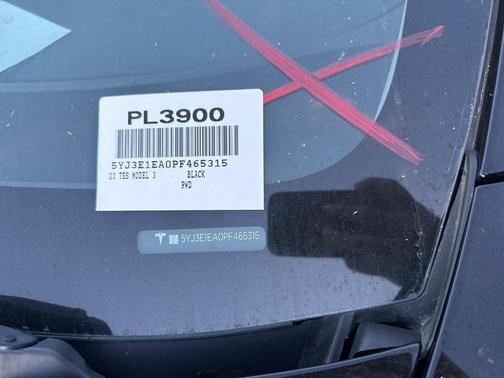 PL3900
5YJ3E1EA0PF465315
23 TES MODEL 3 BLACK
RWD
5YJ3E1EA0PF465315